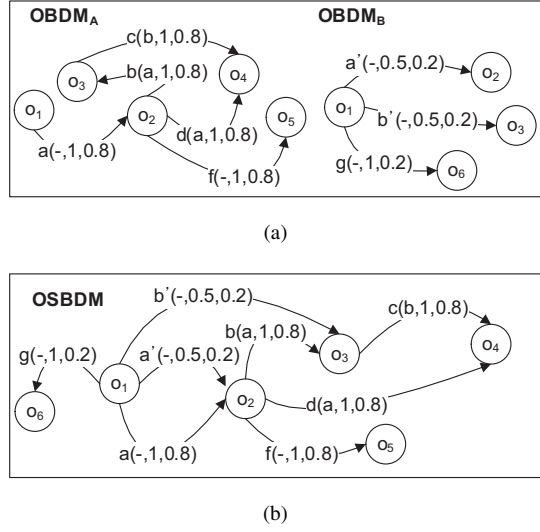 OBDM_A OBDM_B
c(b,1,0.8)
a'(-,0.5,0.2)
b(a,1,0.8)
o3 o4 o2
o1 o2 o5 o1
b'(-,0.5,0.2) o3
d(a,1,0.8)
a(-,1,0.8)
g(-,1,0.2) o6
f(-,1,0.8)
(a)
OSBDM
b'(-,0.5,0.2)
c(b,1,0.8)
b(a,1,0.8)
g(-,1,0.2) a'(-,0.5,0.2) o3 o4
o1
o6 o2
d(a,1,0.8)
a(-,1,0.8) f(-,1,0.8) o5
(b)